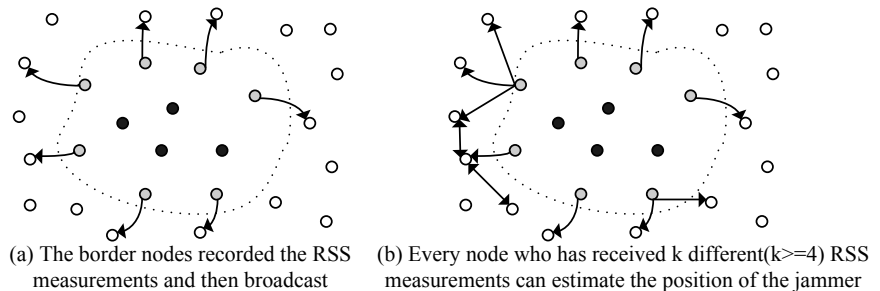 (a) The border nodes recorded the RSS
measurements and then broadcast
(b) Every node who has received k different(k>=4) RSS
measurements can estimate the position of the jammer